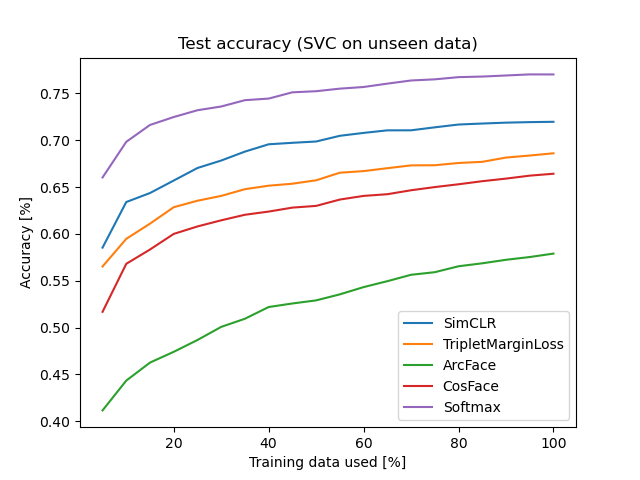 Test accuracy (SVC on unseen data)
Accuracy [%]
0.75
0.70
0.65
0.60
0.55
0.50
0.45
0.40
20 40 60 80 100
Training data used [%]
SimCLR
TripletMarginLoss
ArcFace
CosFace
Softmax